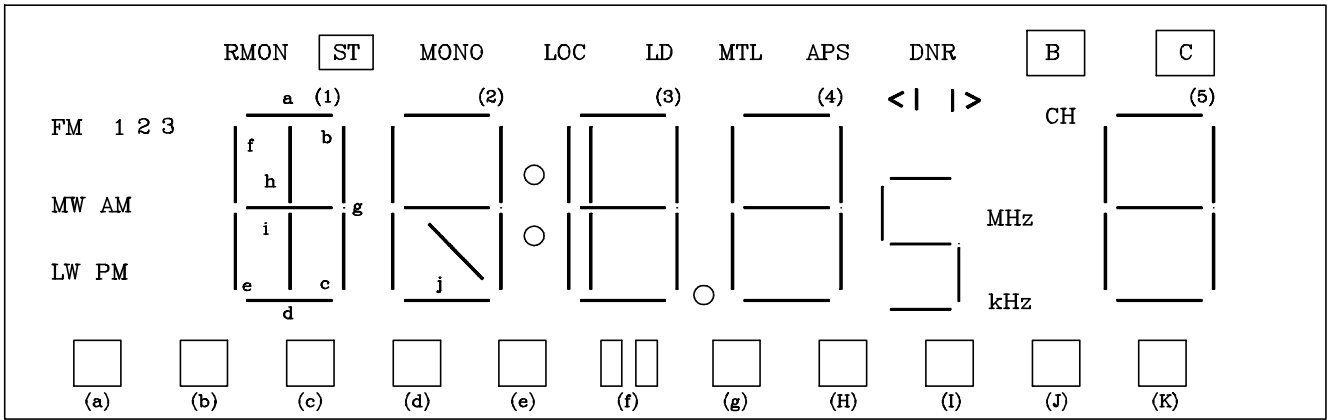 RMON ST MONO LOC LD MTL APS DNR B C
a (1) (2) (3) (4) <| |> (5)
FM 1 2 3 CH
f b
h
MW AM g
i MHz
LW PM
e c j
kHz
d
(a) (b) (c) (d) (e) (f) (g) (H) (I) (J) (K)